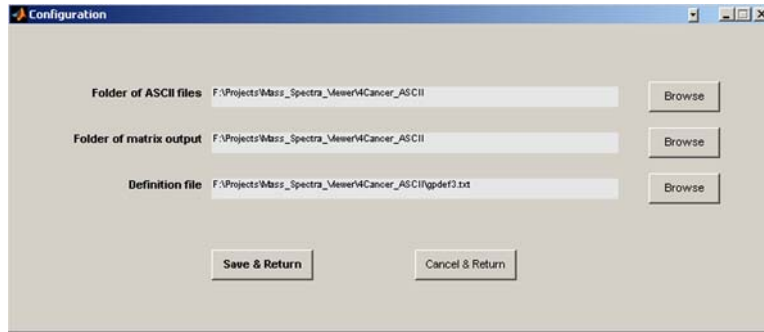 Configuration
Folder of ASCII files F:\Projects\Mass_Spectra_Viewer\4Cancer_ASCII Browse
Folder of matrix output F:\Projects\Mass_Spectra_Viewer\4Cancer_ASCII Browse
Definition file F:\Projects\Mass_Spectra_Viewer\4Cancer_ASCII\gpdef3.txt Browse
Save & Return Cancel & Return